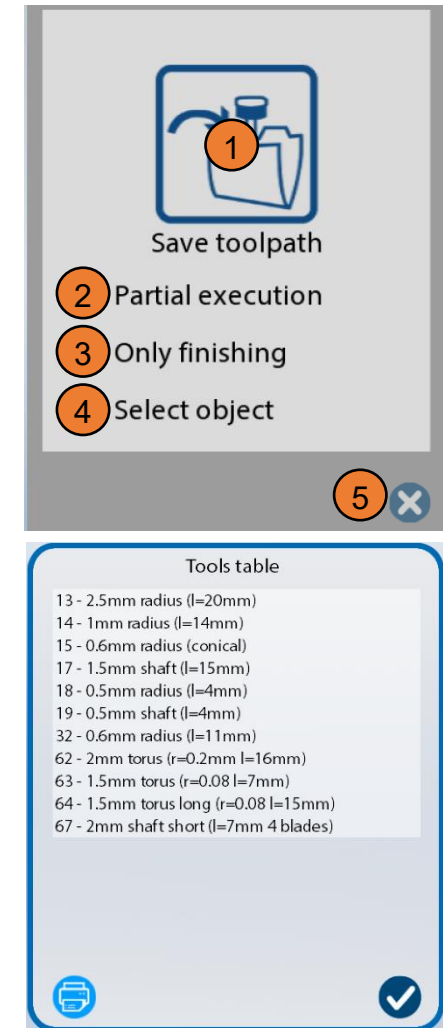 1
Save toolpath
2 Partial execution
3 Only finishing
4 Select object
5
Tools table
13 - 2.5mm radius (l=20mm)
14 - 1mm radius (l=14mm)
15 - 0.6mm radius (conical)
17 - 1.5mm shaft (l=15mm)
18 - 0.5mm radius (l=4mm)
19 - 0.5mm shaft (l=4mm)
32 - 0.6mm radius (l=11mm)
62 - 2mm torus (r=0.2mm l=16mm)
63 - 1.5mm torus (r=0.08 l=7mm)
64 - 1.5mm torus long (r=0.08 l=15mm)
67 - 2mm shaft short (l=7mm 4 blades)